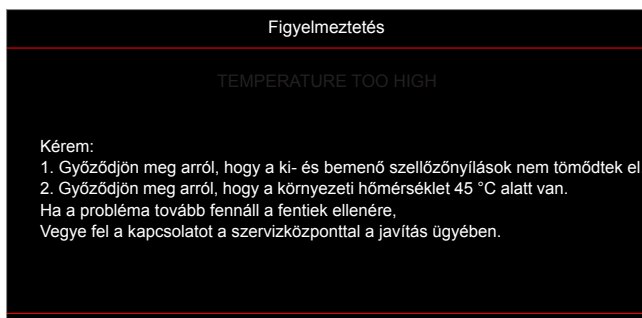 Figyelmeztetés
TEMPERATURE TOO HIGH
Kérem:
1. Győződjön meg arról, hogy a ki- és bemenő szellőzőnyílások nem tömődtek el
2. Győződjön meg arról, hogy a környezeti hőmérséklet 45 °C alatt van.
Ha a probléma tovább fennáll a fentiek ellenére,
Vegye fel a kapcsolatot a szervizközponttal a javítás ügyében.